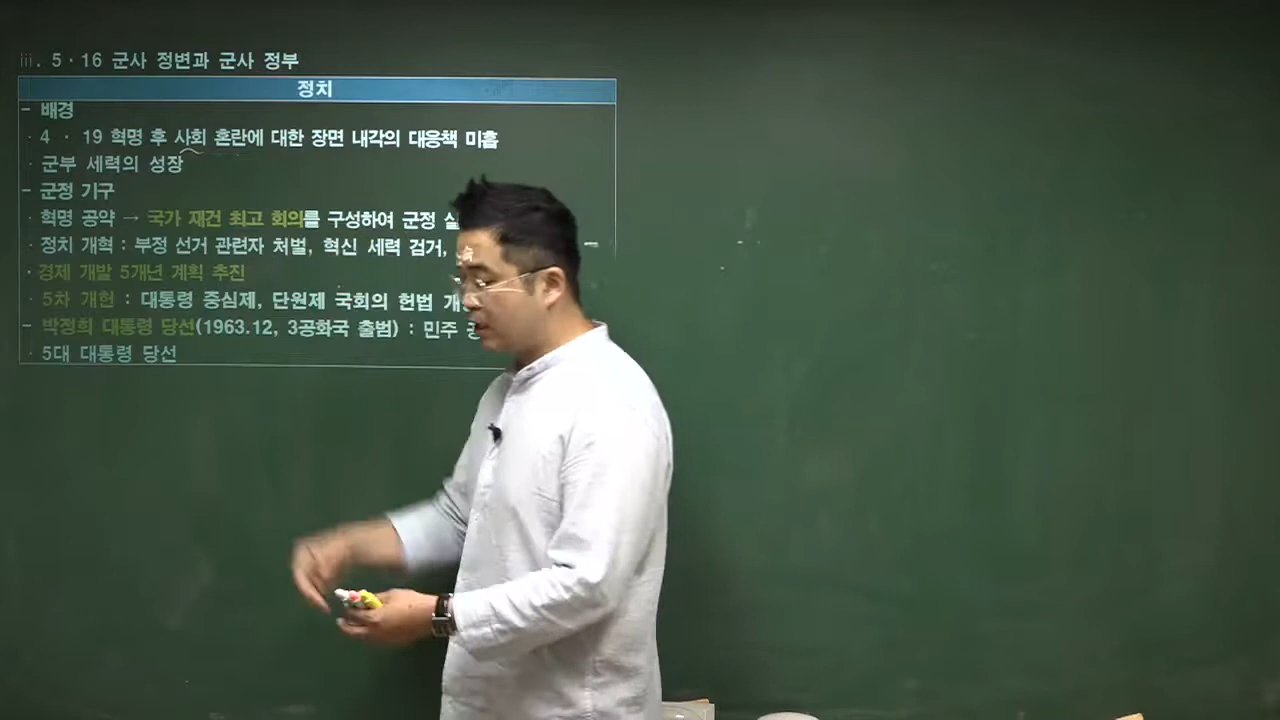 ⅲ. 5·16 군사 정변과 군사 정부
정치
- 배경
· 4 · 19 혁명 후 사회 혼란에 대한 장면 내각의 대응책 미흡
· 군부 세력의 성장
- 군정 기구
· 혁명 공약 → 국가 재건 최고 회의를 구성하여 군정
· 정치 개혁 : 부정 선거 관련자 처벌, 혁신 세력 검거,
· 경제 개발 5개년 계획 추진
· 5차 개헌 : 대통령 중심제, 단원제 국회의 헌법
- 박정희 대통령 당선(1963.12, 3공화국 출범) : 민주
· 5대 대통령 당선